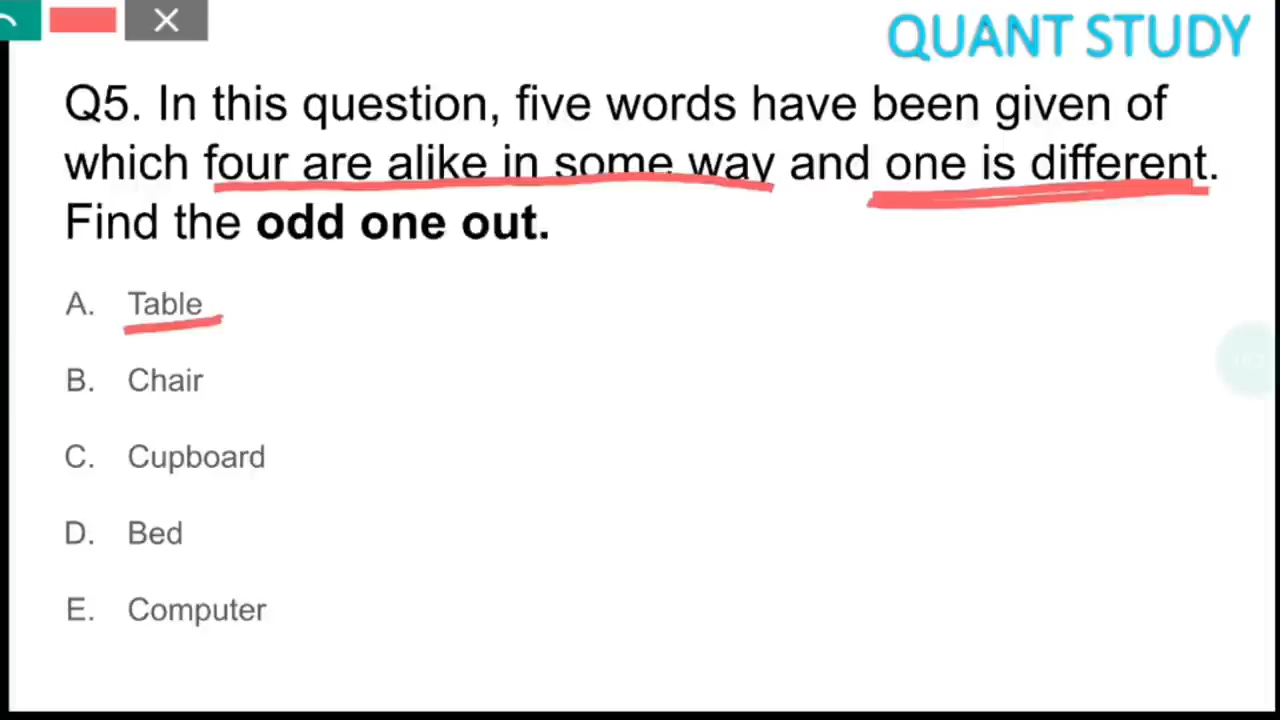 QUANT STUDY
Q5. In this question, five words have been given of
which four are alike in some way and one is different.
Find the odd one out.
A. Table
B. Chair
C. Cupboard
D. Bed
E. Computer